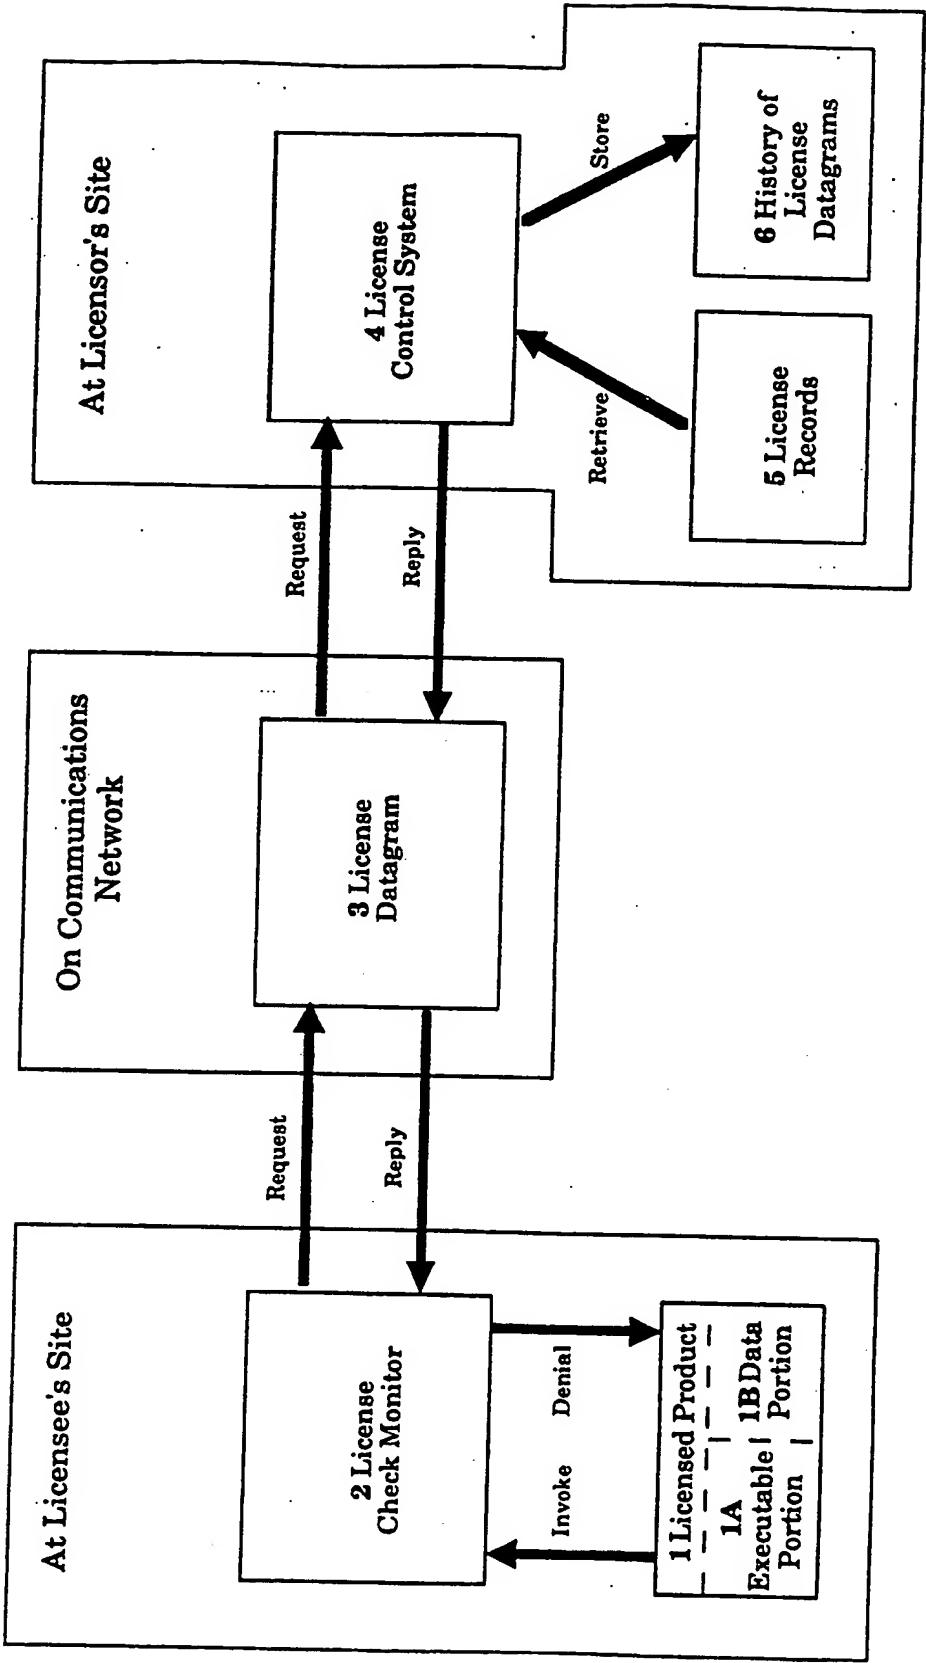 At Licensee's Site
2 License
Check Monitor
Invoke
Denial
1 Licensed Product
1A
Executable
Portion
1B Data
Portion
Request
Reply
On Communications
Network
3 License
Datagram
Request
Reply
At Licensor's Site
4 License
Control System
Retrieve
Store
5 License
Records
6 History of
License
Datagrams